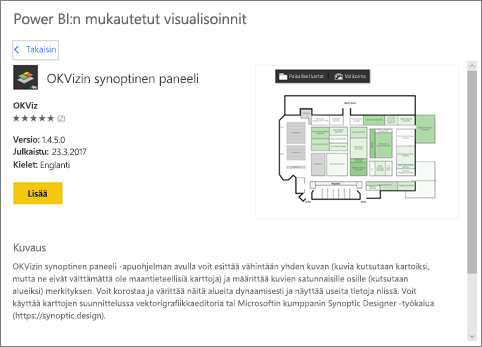 Power BI:n mukautetut visualisoinnit
Takaisin
OKVizin synoptinen paneeli
OKViz
(2)
Versio: 1.4.5.0
Julkaistu: 23.3.2017
Kielet: Englanti
Lisää
Valikoima
Kuvaus
OKVizin synoptinen paneeli -apuohjelman avulla voit esittää vähintään yhden kuvan (kuvia kutsutaan kartoiksi,
mutta ne eivät välttämättä ole maantieteellisiä karttoja) ja määrittää kuvien satunnaisille osille (kutsutaan
alueiksi) merkityksen. Voit korostaa ja värittää näitä alueita dynaamisesti ja näyttää useita tietoja niissä. Voit
käyttää karttojen suunnittelussa vektorigrafiikkaeditoria tai Microsoftin kumppanin Synoptic Designer -työkalua
(https://synoptic.design).